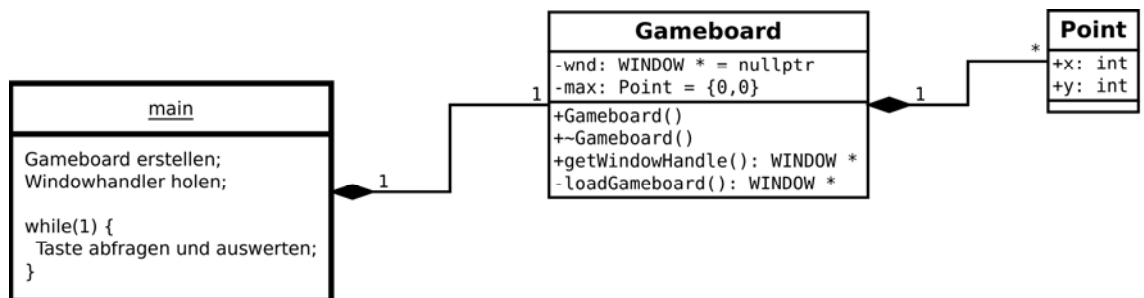 main
Gameboard erstellen;
Windowhandler holen;
while(1) {
Taste abfragen und auswerten;
}
1
1
Gameboard
-wnd: WINDOW * = nullptr
-max: Point = {0,0}
+Gameboard()
+~Gameboard()
+getWindowHandle(): WINDOW *
-loadGameboard(): WINDOW *
1
*
Point
+x: int
+y: int